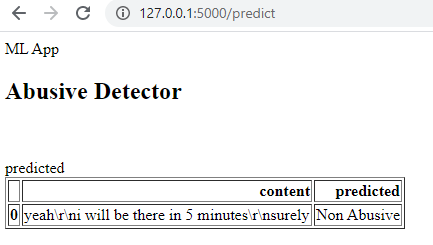 127.0.0.1:5000/predict
ML App
Abusive Detector
predicted
content predicted
0 yeah\r\ni will be there in 5 minutes\r\nsurely Non Abusive